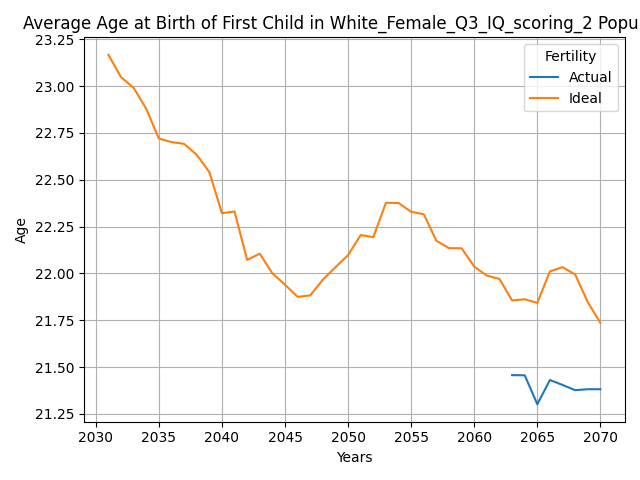 Average Age at Birth of First Child in White_Female_Q3_IQ_scoring_2 Popu
23.25
23.00
22.75
22.50
22.25
22.00
21.75
21.50
21.25
Age
Fertility
Actual
Ideal
2030 2035 2040 2045 2050 2055 2060 2065 2070
Years